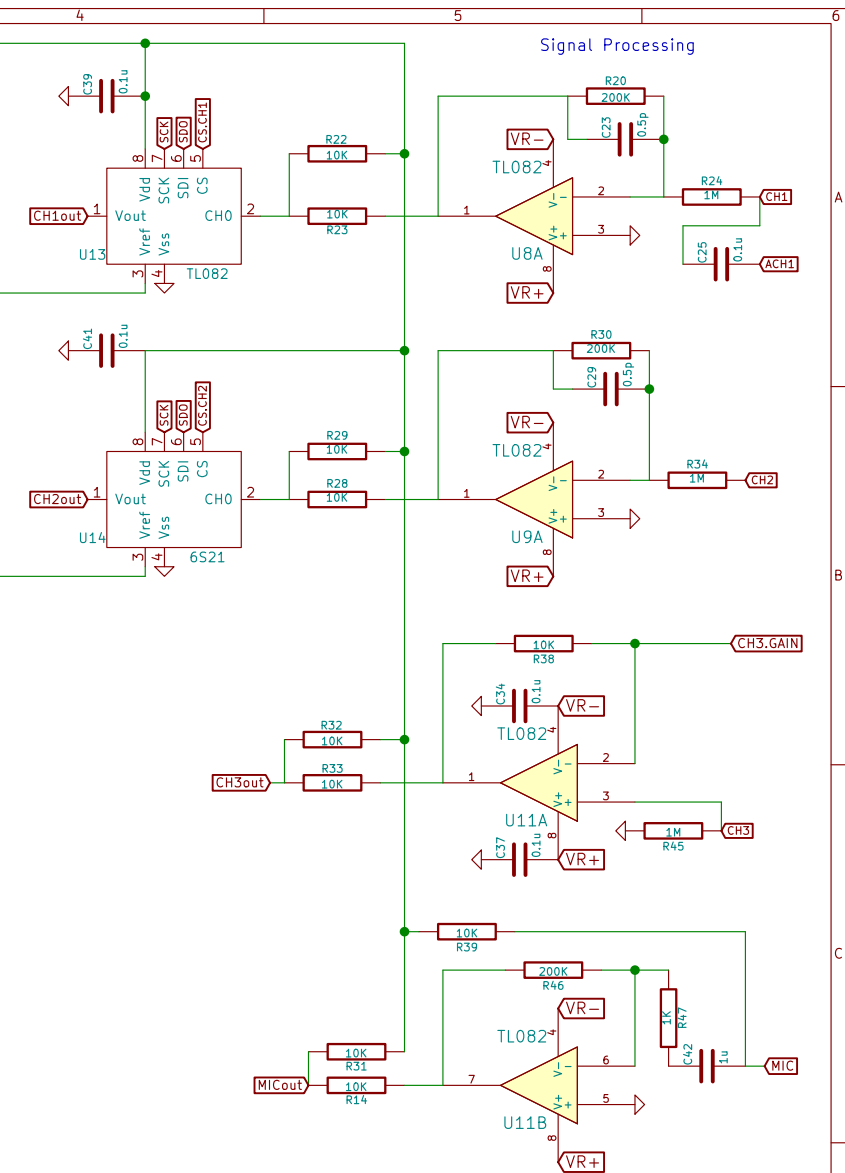 4
5
6
Signal Processing
C39
0.1u
SCK
SDO
CS.CH1
8
7
6
5
Vdd
SCK
SDI
CS
CH1out
1
Vout
CH0
2
Vref
Vss
U13
3
4
TL082
R22
10K
10K
R23
R20
200K
C23
0.5p
VR-
TL082
4
1
2
V-
-
V+
+
3
U8A
8
VR+
R24
1M
CH1
C25
0.1u
ACH1
A
C41
0.1u
SCK
SDO
CS.CH2
8
7
6
5
Vdd
SCK
SDI
CS
CH2out
1
Vout
CH0
2
Vref
Vss
U14
3
4
6S21
R29
10K
R28
10K
R30
200K
C29
0.5p
VR-
TL082
4
1
2
V-
-
V+
+
3
U9A
8
VR+
R34
1M
CH2
B
10K
R38
CH3.GAIN
C34
0.1u
VR-
TL082
4
R32
10K
CH3out
R33
10K
1
2
V-
-
V+
+
3
U11A
8
C37
0.1u
VR+
1M
R45
CH3
10K
R39
C
200K
R46
VR-
TL082
4
1K
R47
C42
1u
MIC
10K
R31
MICout
10K
R14
7
6
V-
-
V+
+
5
U11B
8
VR+